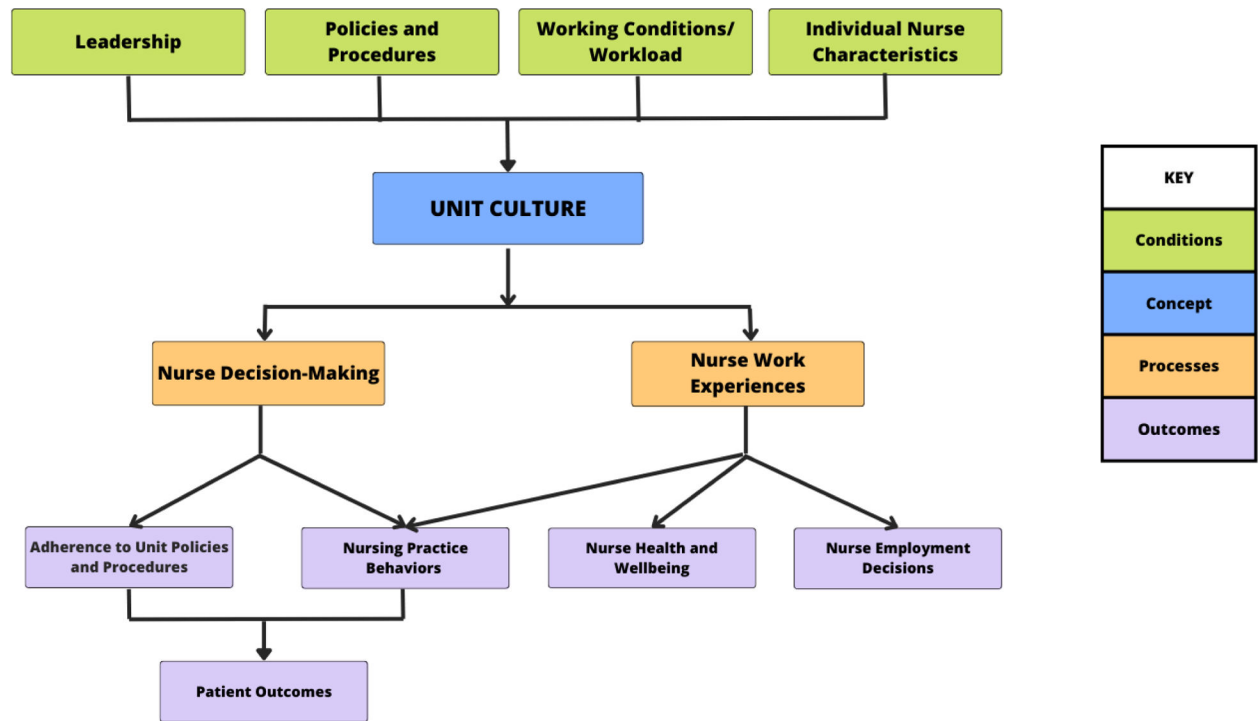 Leadership
Policies and
Procedures
Working Conditions/
Workload
Individual Nurse
Characteristics
UNIT CULTURE
KEY
Conditions
Concept
Processes
Outcomes
Nurse Decision-Making
Nurse Work
Experiences
Adherence to Unit Policies
and Procedures
Nursing Practice
Behaviors
Nurse Health and
Wellbeing
Nurse Employment
Decisions
Patient Outcomes